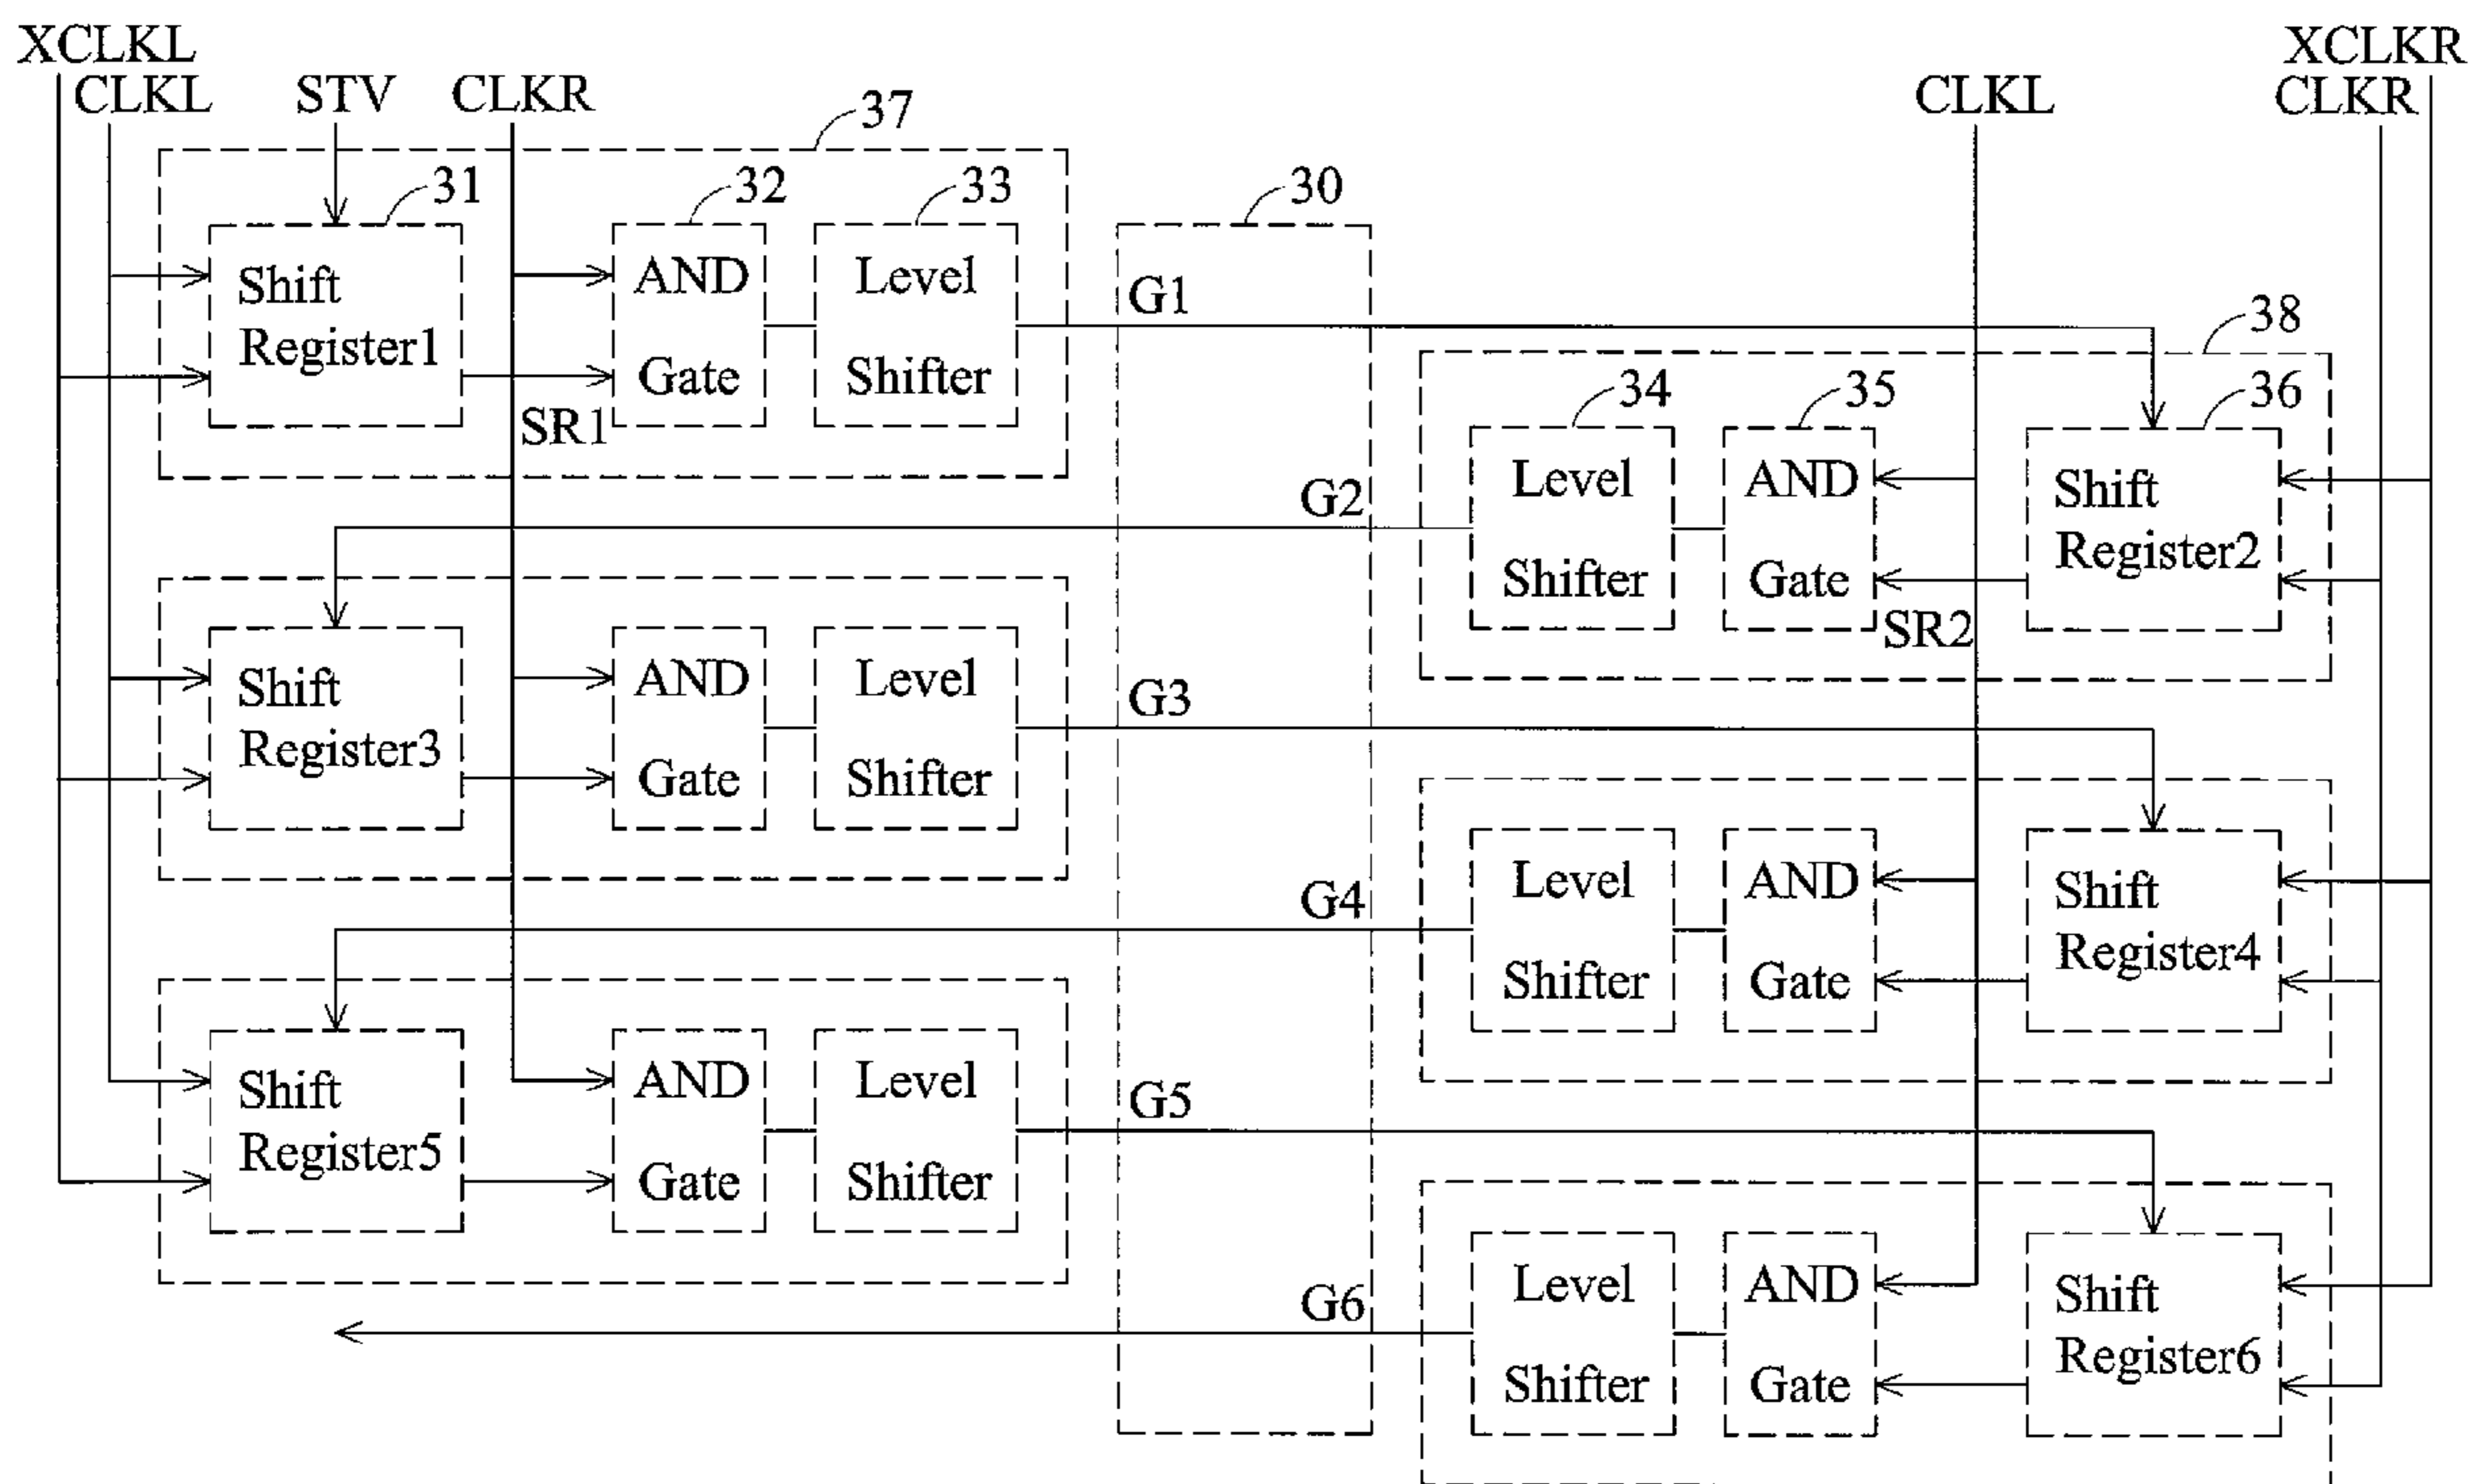 XCLKL
XCLKR
CLKL
STV
CLKR
CLKL
CLKR
37
31
32
33
30
Shift
Register1
AND
Gate
Level
Shifter
G1
SR1
38
34
35
36
Level
Shifter
AND
Gate
Shift
Register2
G2
SR2
Shift
Register3
AND
Gate
Level
Shifter
G3
Level
Shifter
AND
Gate
Shift
Register4
G4
Shift
Register5
AND
Gate
Level
Shifter
G5
Level
Shifter
AND
Gate
Shift
Register6
G6